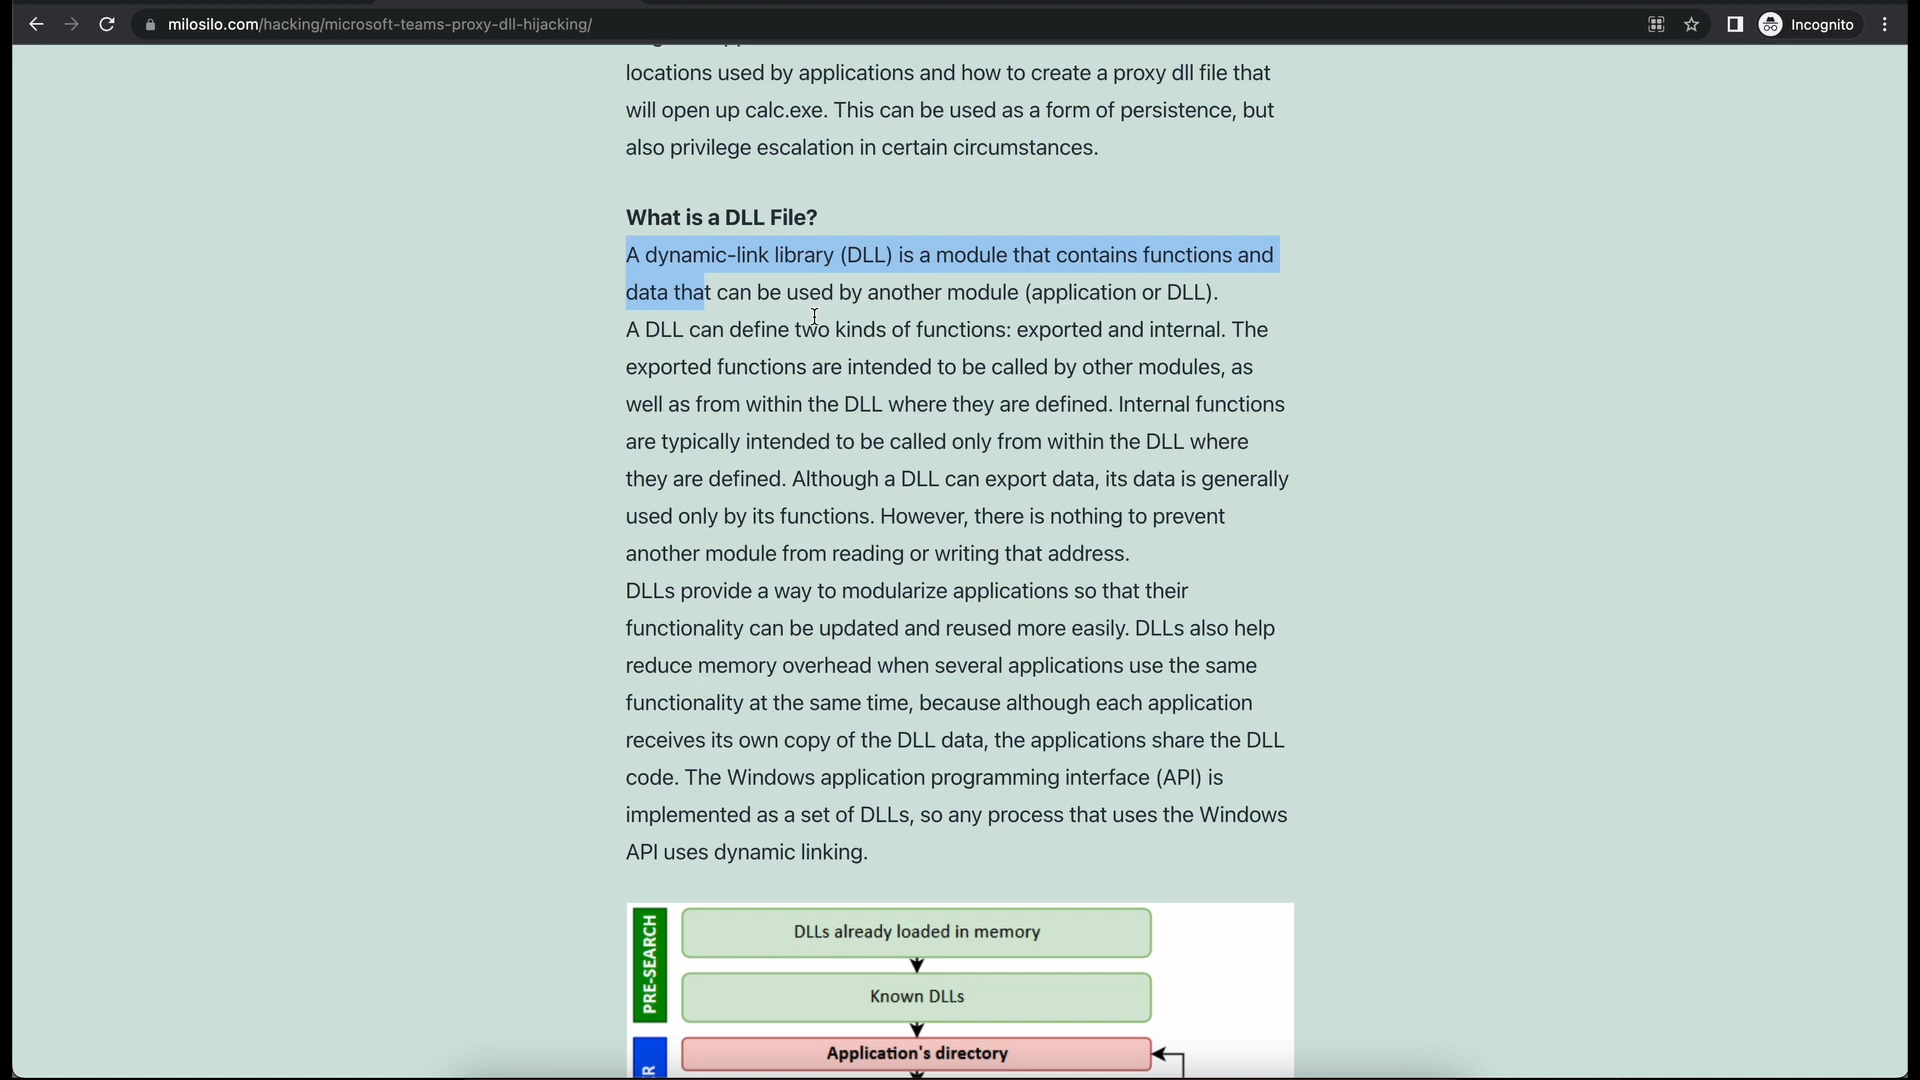 milosilo.com/hacking/microsoft-teams-proxy-dll-hijacking/
Incognito
locations used by applications and how to create a proxy dll file that
will open up calc.exe. This can be used as a form of persistence, but
also privilege escalation in certain circumstances.
What is a DLL File?
A dynamic-link library (DLL) is a module that contains functions and
data that can be used by another module (application or DLL).
A DLL can define two kinds of functions: exported and internal. The
exported functions are intended to be called by other modules, as
well as from within the DLL where they are defined. Internal functions
are typically intended to be called only from within the DLL where
they are defined. Although a DLL can export data, its data is generally
used only by its functions. However, there is nothing to prevent
another module from reading or writing that address.
DLLs provide a way to modularize applications so that their
functionality can be updated and reused more easily. DLLs also help
reduce memory overhead when several applications use the same
functionality at the same time, because although each application
receives its own copy of the DLL data, the applications share the DLL
code. The Windows application programming interface (API) is
implemented as a set of DLLs, so any process that uses the Windows
API uses dynamic linking.
PRE-SEARCH
DLLs already loaded in memory
Known DLLs
Application's directory